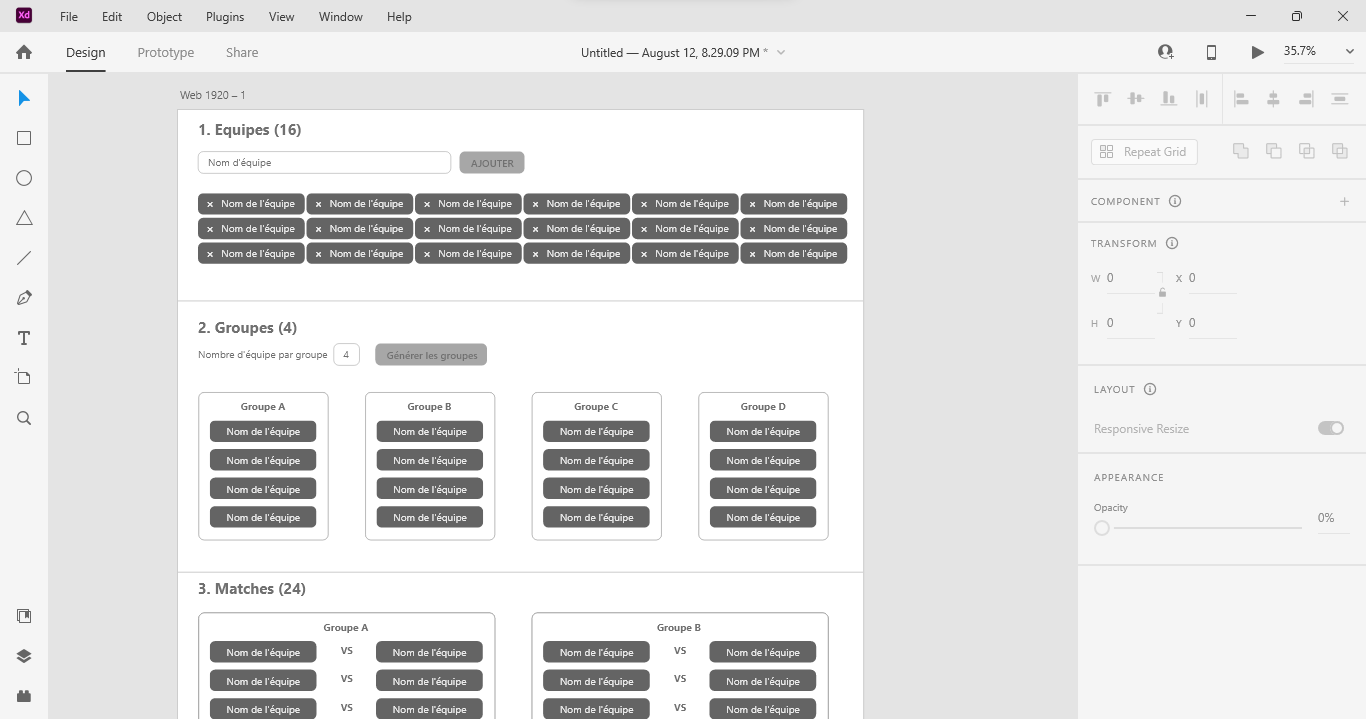 Xd File Edit Object Plugins View Window Help
Design Prototype Share Untitled — August 12, 8.29.09 PM * 35.7%
Web 1920 – 1
1. Equipes (16)
Nom d'équipe AJOUTER
× Nom de l'équipe × Nom de l'équipe × Nom de l'équipe × Nom de l'équipe × Nom de l'équipe × Nom de l'équipe
× Nom de l'équipe × Nom de l'équipe × Nom de l'équipe × Nom de l'équipe × Nom de l'équipe × Nom de l'équipe
× Nom de l'équipe × Nom de l'équipe × Nom de l'équipe × Nom de l'équipe × Nom de l'équipe × Nom de l'équipe
2. Groupes (4)
Nombre d'équipe par groupe 4 Générer les groupes
Groupe A Groupe B Groupe C Groupe D
Nom de l'équipe Nom de l'équipe Nom de l'équipe Nom de l'équipe
Nom de l'équipe Nom de l'équipe Nom de l'équipe Nom de l'équipe
Nom de l'équipe Nom de l'équipe Nom de l'équipe Nom de l'équipe
Nom de l'équipe Nom de l'équipe Nom de l'équipe Nom de l'équipe
3. Matches (24)
Groupe A Groupe B
Nom de l'équipe VS Nom de l'équipe Nom de l'équipe VS Nom de l'équipe
Nom de l'équipe VS Nom de l'équipe Nom de l'équipe VS Nom de l'équipe
Nom de l'équipe VS Nom de l'équipe Nom de l'équipe VS Nom de l'équipe
Repeat Grid
COMPONENT
TRANSFORM
W 0 X 0
H 0 Y 0
LAYOUT
Responsive Resize
APPEARANCE
Opacity
0%